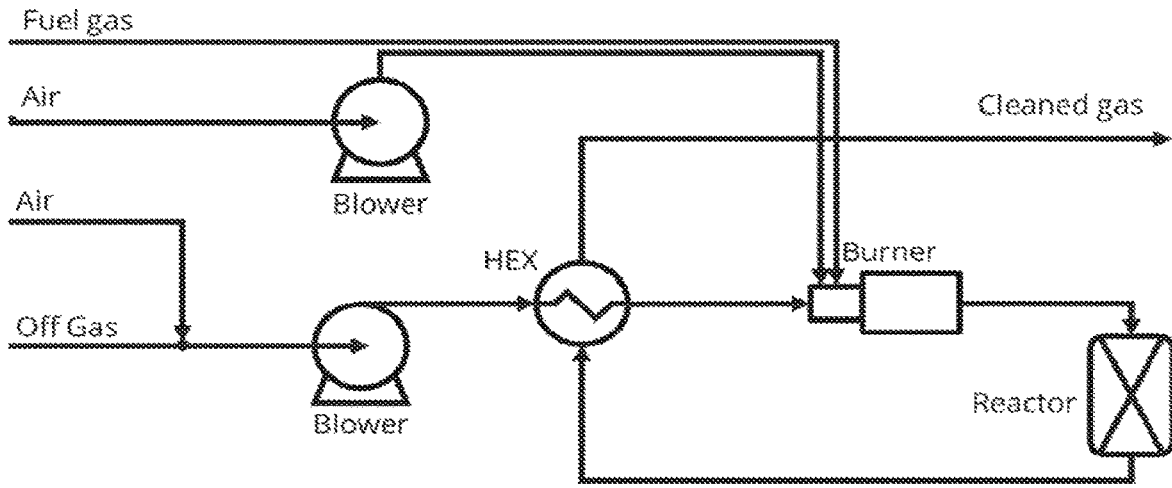 Fuel gas
Air
Cleaned gas
Blower
Air
HEX
Burner
Off Gas
Reactor
Blower